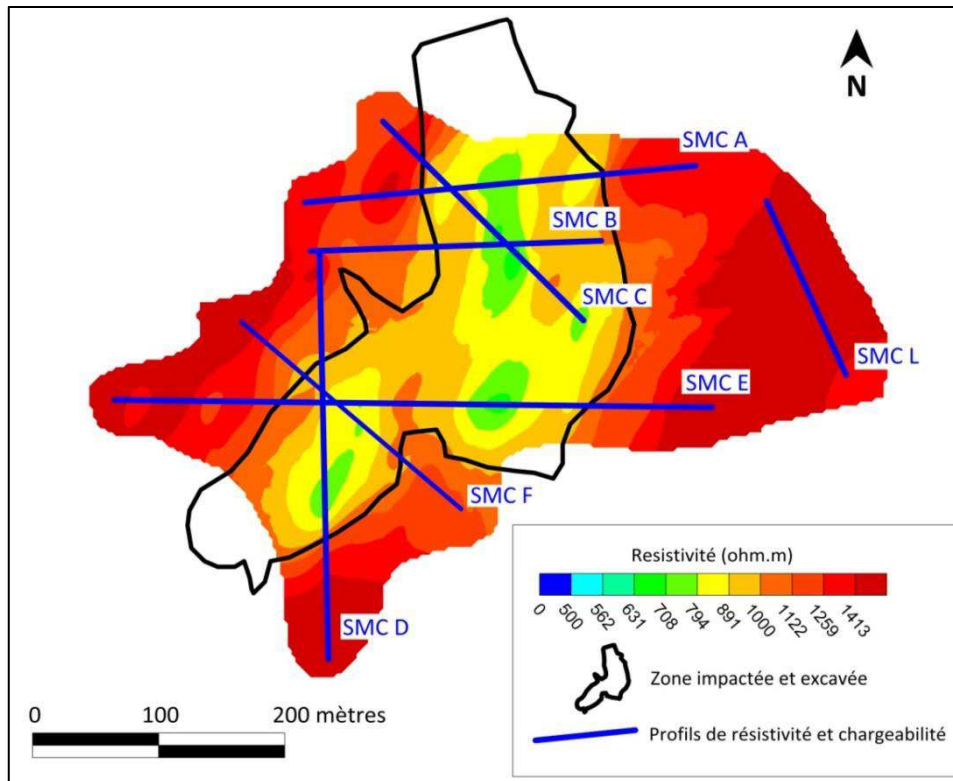 N
SMC A
SMC B
SMC C
SMC L
SMC E
SMC F
SMC D
Resistivité (ohm.m)
0 500 562 631 708 794 891 1000 1122 1259 1413
Zone impactée et excavée
Profils de résistivité et chargeabilité
0 100 200 mètres